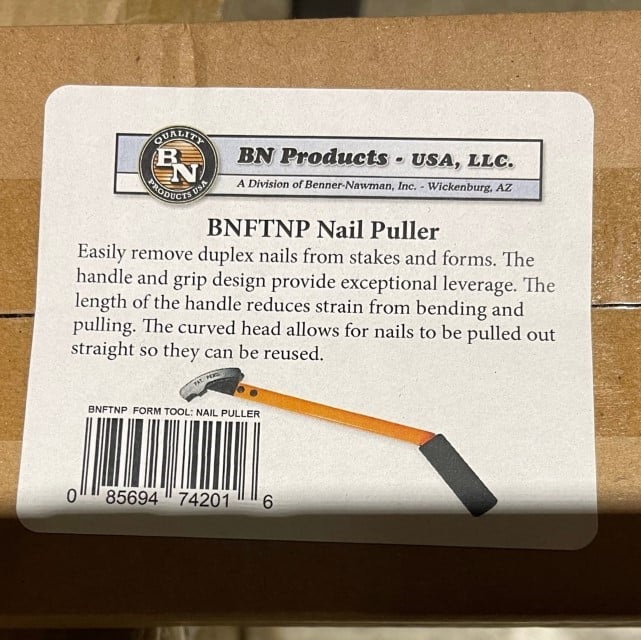 QUALITY
BN
PRODUCTS USA
BN Products - USA, LLC.
A Division of Benner-Newman, Inc. - Wickenburg, AZ
BNFTNP Nail Puller
Easily remove duplex nails from stakes and forms. The
handle and grip design provide exceptional leverage. The
length of the handle reduces strain from bending and
pulling. The curved head allows for nails to be pulled out
straight so they can be reused.
PAT PEND
BNFTNP FORM TOOL: NAIL PULLER
0 85694 74201 6